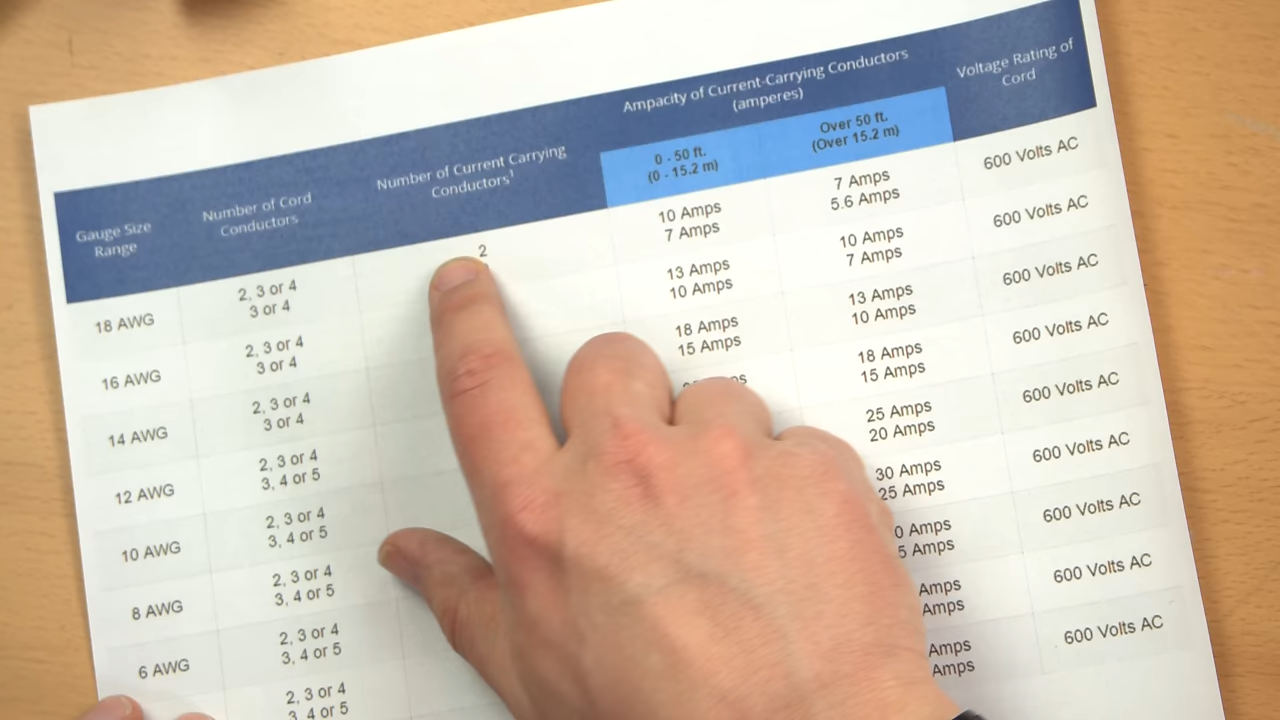 Ampacity of Current-Carrying Conductors
(amperes)
Voltage Rating of
Cord
Gauge Size
Range
Number of Cord
Conductors
Number of Current Carrying
Conductors1
0 - 50 ft.
(0 - 15.2 m)
Over 50 ft.
(Over 15.2 m)
18 AWG
2, 3 or 4
3 or 4
2
10 Amps
7 Amps
7 Amps
5.6 Amps
600 Volts AC
16 AWG
2, 3 or 4
3 or 4
13 Amps
10 Amps
10 Amps
7 Amps
600 Volts AC
14 AWG
2, 3 or 4
3 or 4
18 Amps
15 Amps
13 Amps
10 Amps
600 Volts AC
12 AWG
2, 3 or 4
3, 4 or 5
18 Amps
15 Amps
600 Volts AC
10 AWG
2, 3 or 4
3, 4 or 5
25 Amps
20 Amps
600 Volts AC
8 AWG
2, 3 or 4
3, 4 or 5
30 Amps
25 Amps
600 Volts AC
6 AWG
2, 3 or 4
3, 4 or 5
Amps
Amps
600 Volts AC
2, 3 or 4
3, 4 or 5
Amps
Amps
600 Volts AC
Amps
Amps
600 Volts AC